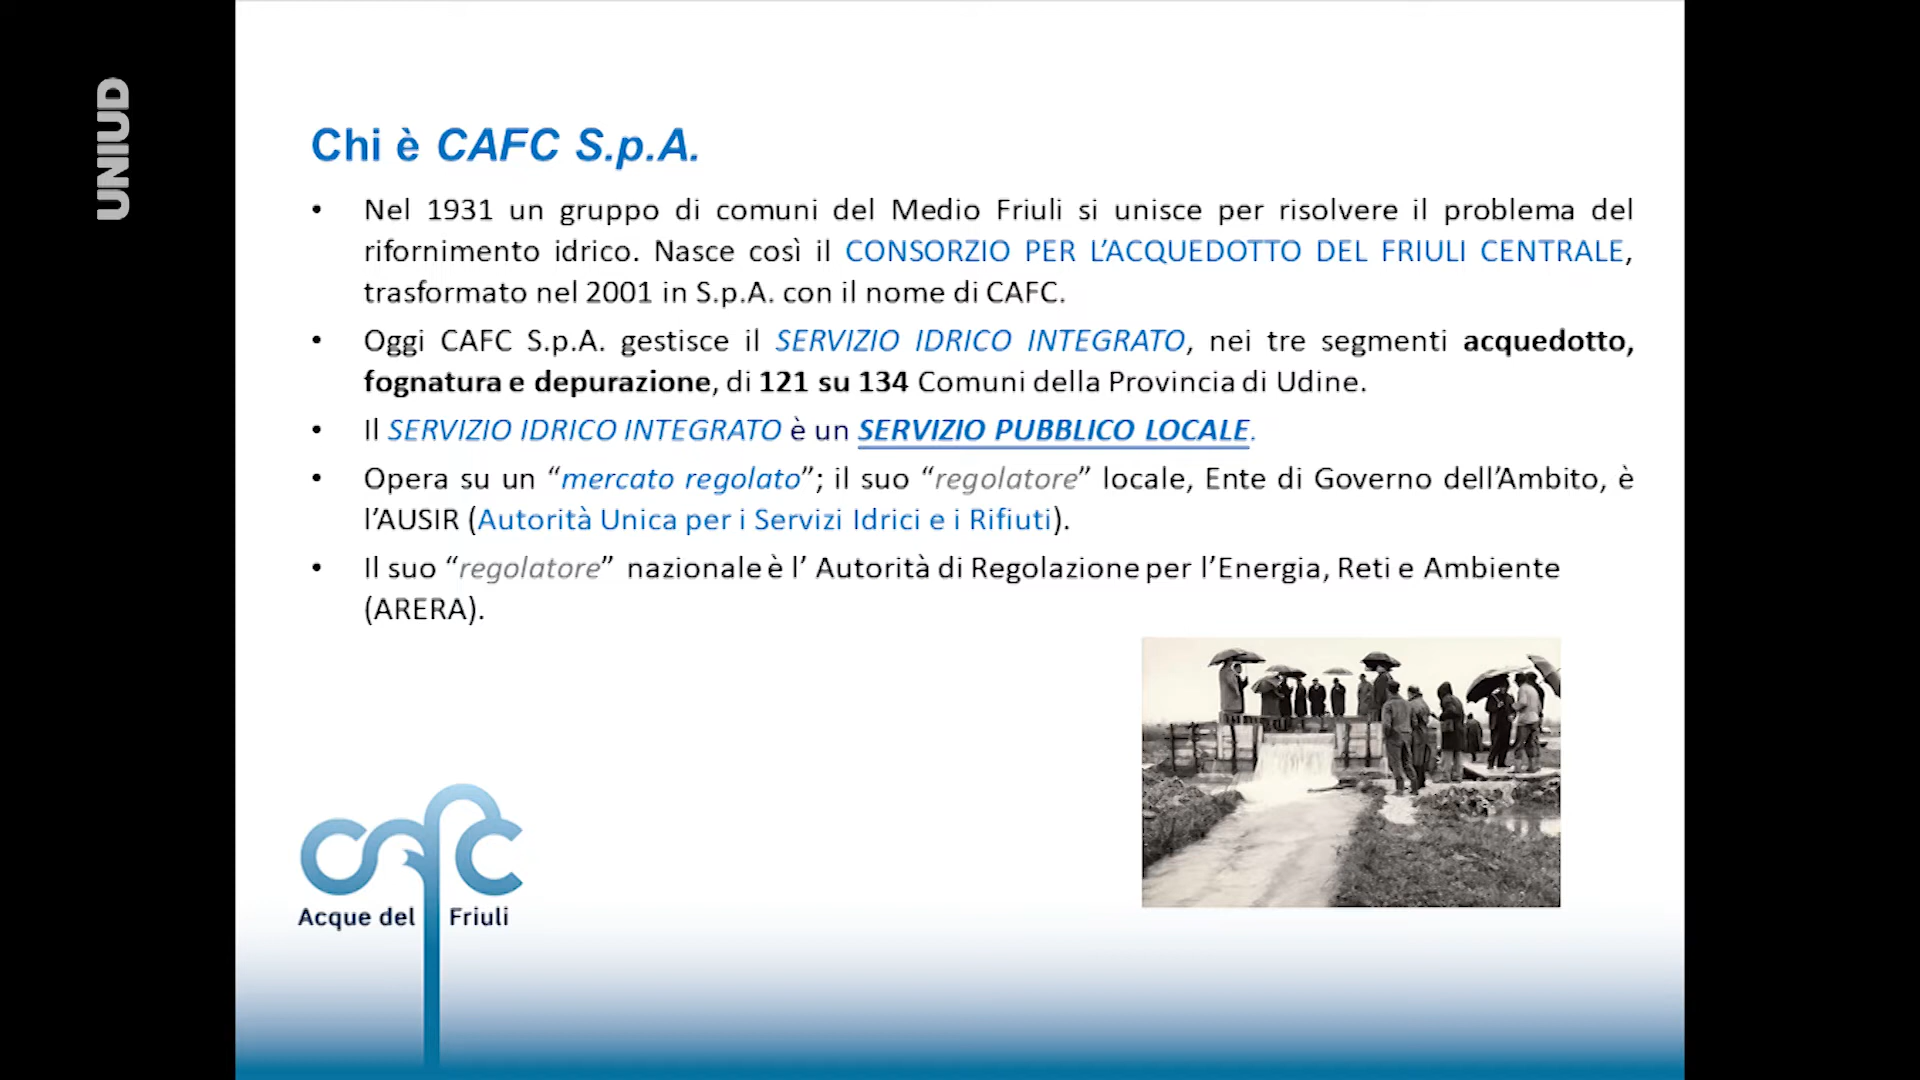 UNIUD
Chi è CAFC S.p.A.
• Nel 1931 un gruppo di comuni del Medio Friuli si unisce per risolvere il problema del
rifornimento idrico. Nasce così il CONSORZIO PER L’ACQUEDOTTO DEL FRIULI CENTRALE,
trasformato nel 2001 in S.p.A. con il nome di CAFC.
• Oggi CAFC S.p.A. gestisce il SERVIZIO IDRICO INTEGRATO, nei tre segmenti acquedotto,
fognatura e depurazione, di 121 su 134 Comuni della Provincia di Udine.
• Il SERVIZIO IDRICO INTEGRATO è un SERVIZIO PUBBLICO LOCALE.
• Opera su un “mercato regolato”; il suo “regolatore” locale, Ente di Governo dell’Ambito, è
l’AUSIR (Autorità Unica per i Servizi Idrici e i Rifiuti).
• Il suo “regolatore” nazionale è l’ Autorità di Regolazione per l’Energia, Reti e Ambiente
(ARERA).
cafc
Acque del Friuli